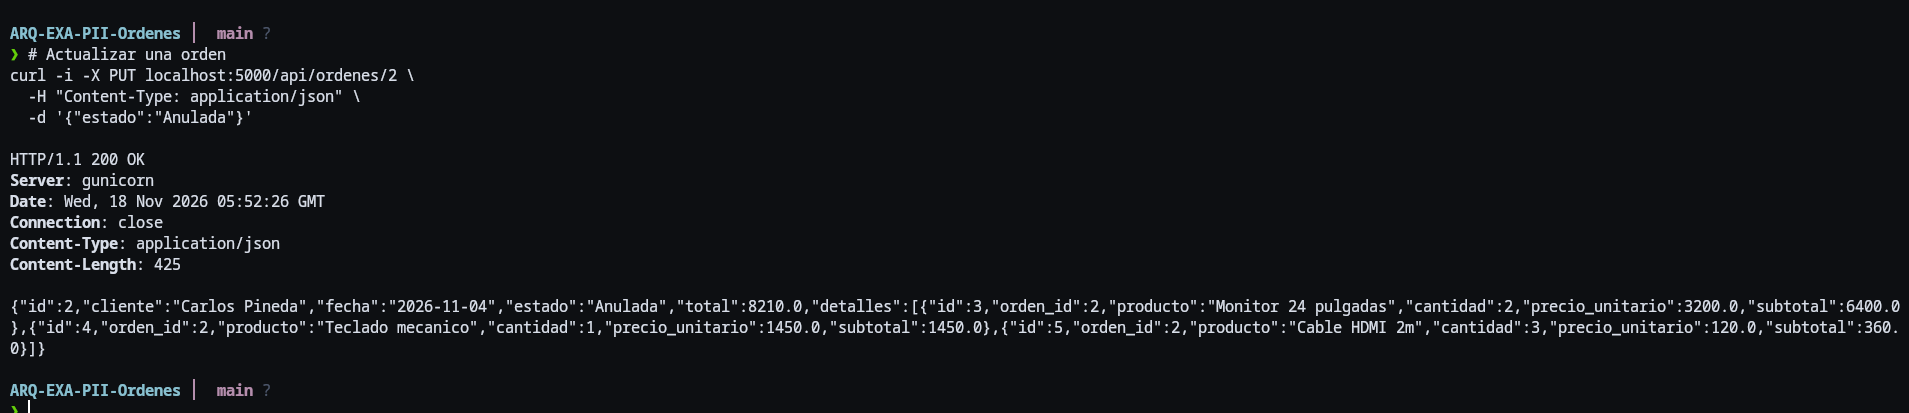 ARQ-EXA-PII-Ordenes │ main ?
❯ # Actualizar una orden
curl -i -X PUT localhost:5000/api/ordenes/2 \
  -H "Content-Type: application/json" \
  -d '{"estado":"Anulada"}'
HTTP/1.1 200 OK
Server: gunicorn
Date: Wed, 18 Nov 2026 05:52:26 GMT
Connection: close
Content-Type: application/json
Content-Length: 425
{"id":2,"cliente":"Carlos Pineda","fecha":"2026-11-04","estado":"Anulada","total":8210.0,"detalles":[{"id":3,"orden_id":2,"producto":"Monitor 24 pulgadas","cantidad":2,"precio_unitario":3200.0,"subtotal":6400.0
},{"id":4,"orden_id":2,"producto":"Teclado mecanico","cantidad":1,"precio_unitario":1450.0,"subtotal":1450.0},{"id":5,"orden_id":2,"producto":"Cable HDMI 2m","cantidad":3,"precio_unitario":120.0,"subtotal":360.
0}]}
ARQ-EXA-PII-Ordenes │ main ?
❯